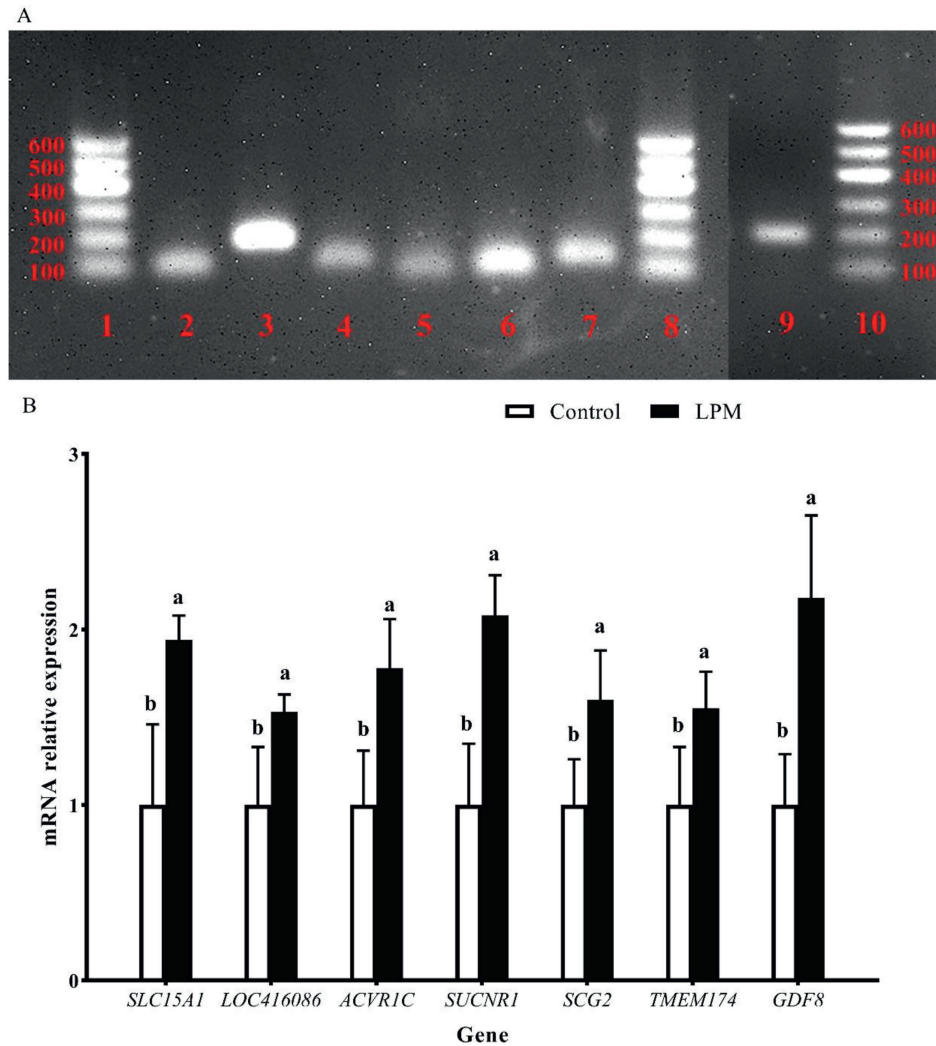 A
600 600
500 500
400 400
300 300
200 200
100 100
1 2 3 4 5 6 7 8 9 10
B
Control LPM
3
2
1
0
mRNA relative expression
b a b a b a b a b a b a b a
SLC15A1 LOC416086 ACVR1C SUCNR1 SCG2 TMEM174 GDF8
Gene